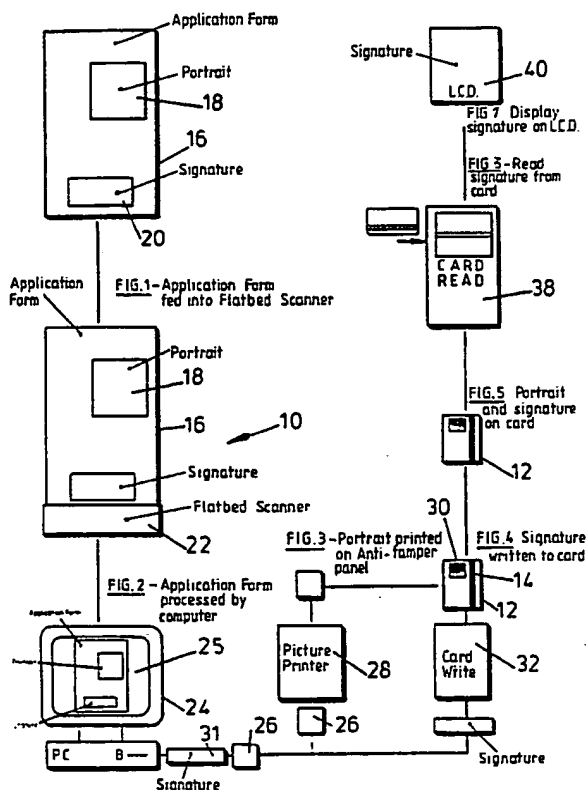 Application Form
Portrait
18
16
Signature
20
FIG.1-Application Form
fed into Flatbed Scanner
Application
Form
Portrait
18
16
10
Signature
Flatbed Scanner
22
FIG.2-Application Form
processed by
computer
Application Form
25
24
PC B
31
26
Signature
FIG.3-Portrait printed
on Anti-tamper
panel
Picture
Printer
28
26
Signature
L.C.D.
40
FIG 7 Display
signature on L.C.D.
FIG 3-Read
signature from
card
CARD
READ
38
FIG.5 Portrait
and signature
on card
12
30
FIG.4 Signature
written to card
14
12
Card
Write
32
Signature